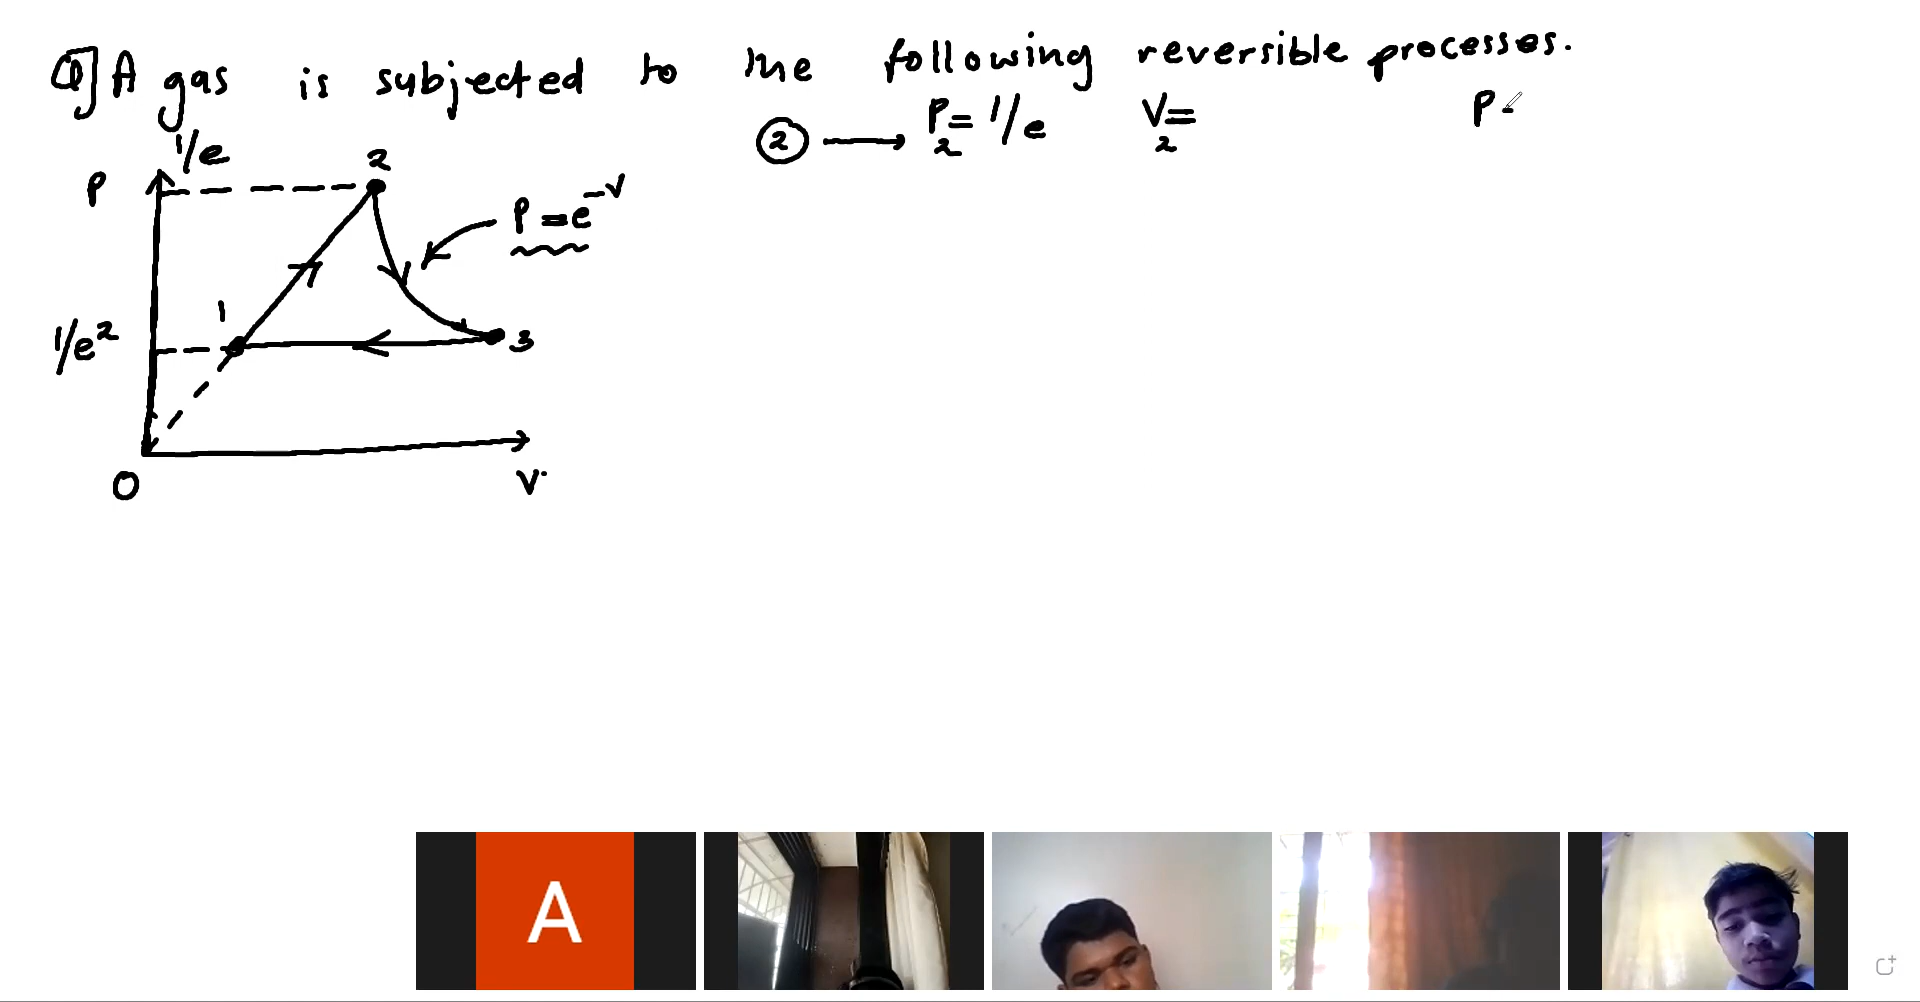 Q] A gas is subjected to the following reversible processes.
② → P₂ = 1/e V₂ = P =
1/e
P
2
P = e^-V
1
1/e²
3
O
V
A